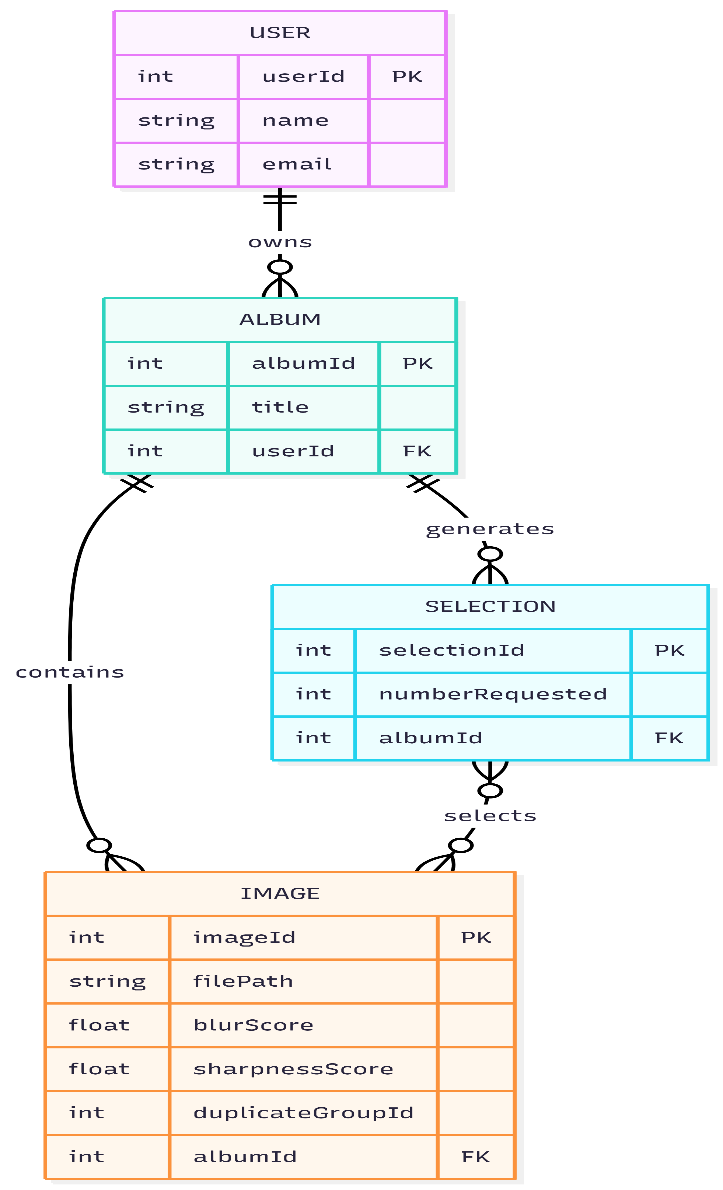 USER
int userId PK
string name
string email
owns
ALBUM
int albumId PK
string title
int userId FK
generates
SELECTION
int selectionId PK
int numberRequested
int albumId FK
contains
selects
IMAGE
int imageId PK
string filePath
float blurScore
float sharpnessScore
int duplicateGroupId
int albumId FK